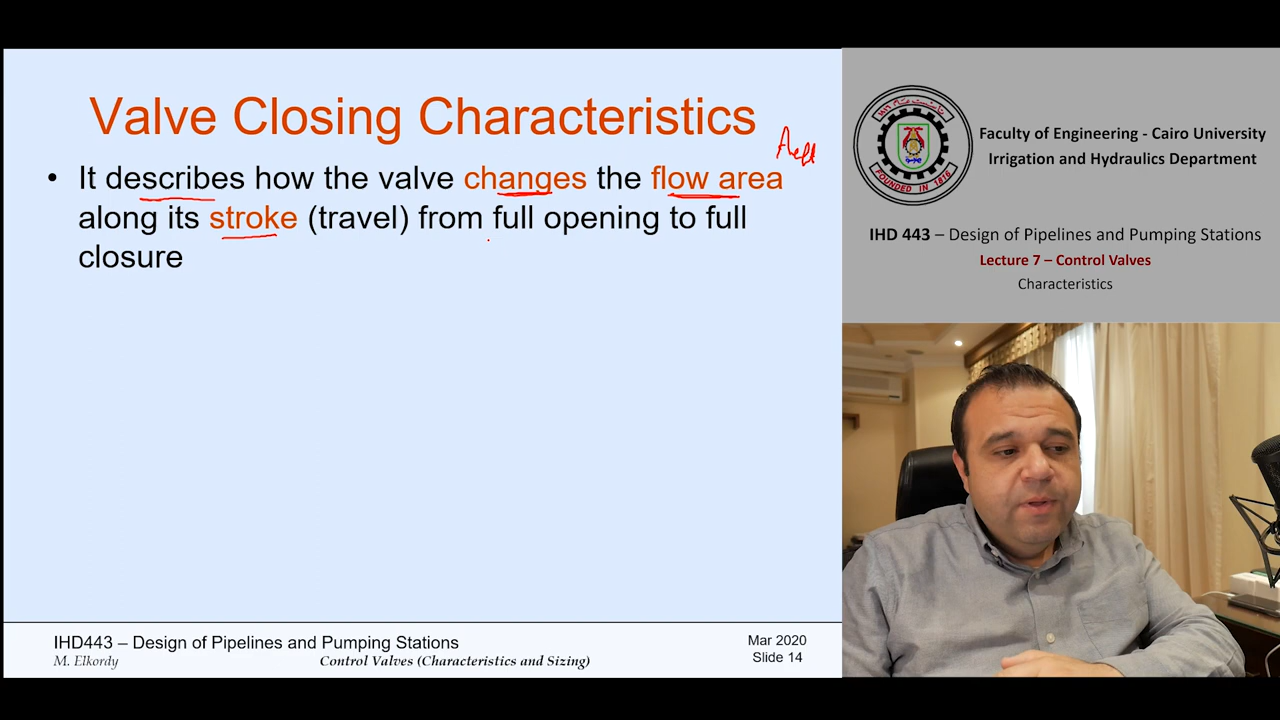 Valve Closing Characteristics
Aeff
• It describes how the valve changes the flow area
along its stroke (travel) from full opening to full
closure
IHD443 – Design of Pipelines and Pumping Stations
M. Elkordy
Control Valves (Characteristics and Sizing)
Mar 2020
Slide 14
FOUNDED IN 1816
Faculty of Engineering - Cairo University
Irrigation and Hydraulics Department
IHD 443 – Design of Pipelines and Pumping Stations
Lecture 7 – Control Valves
Characteristics